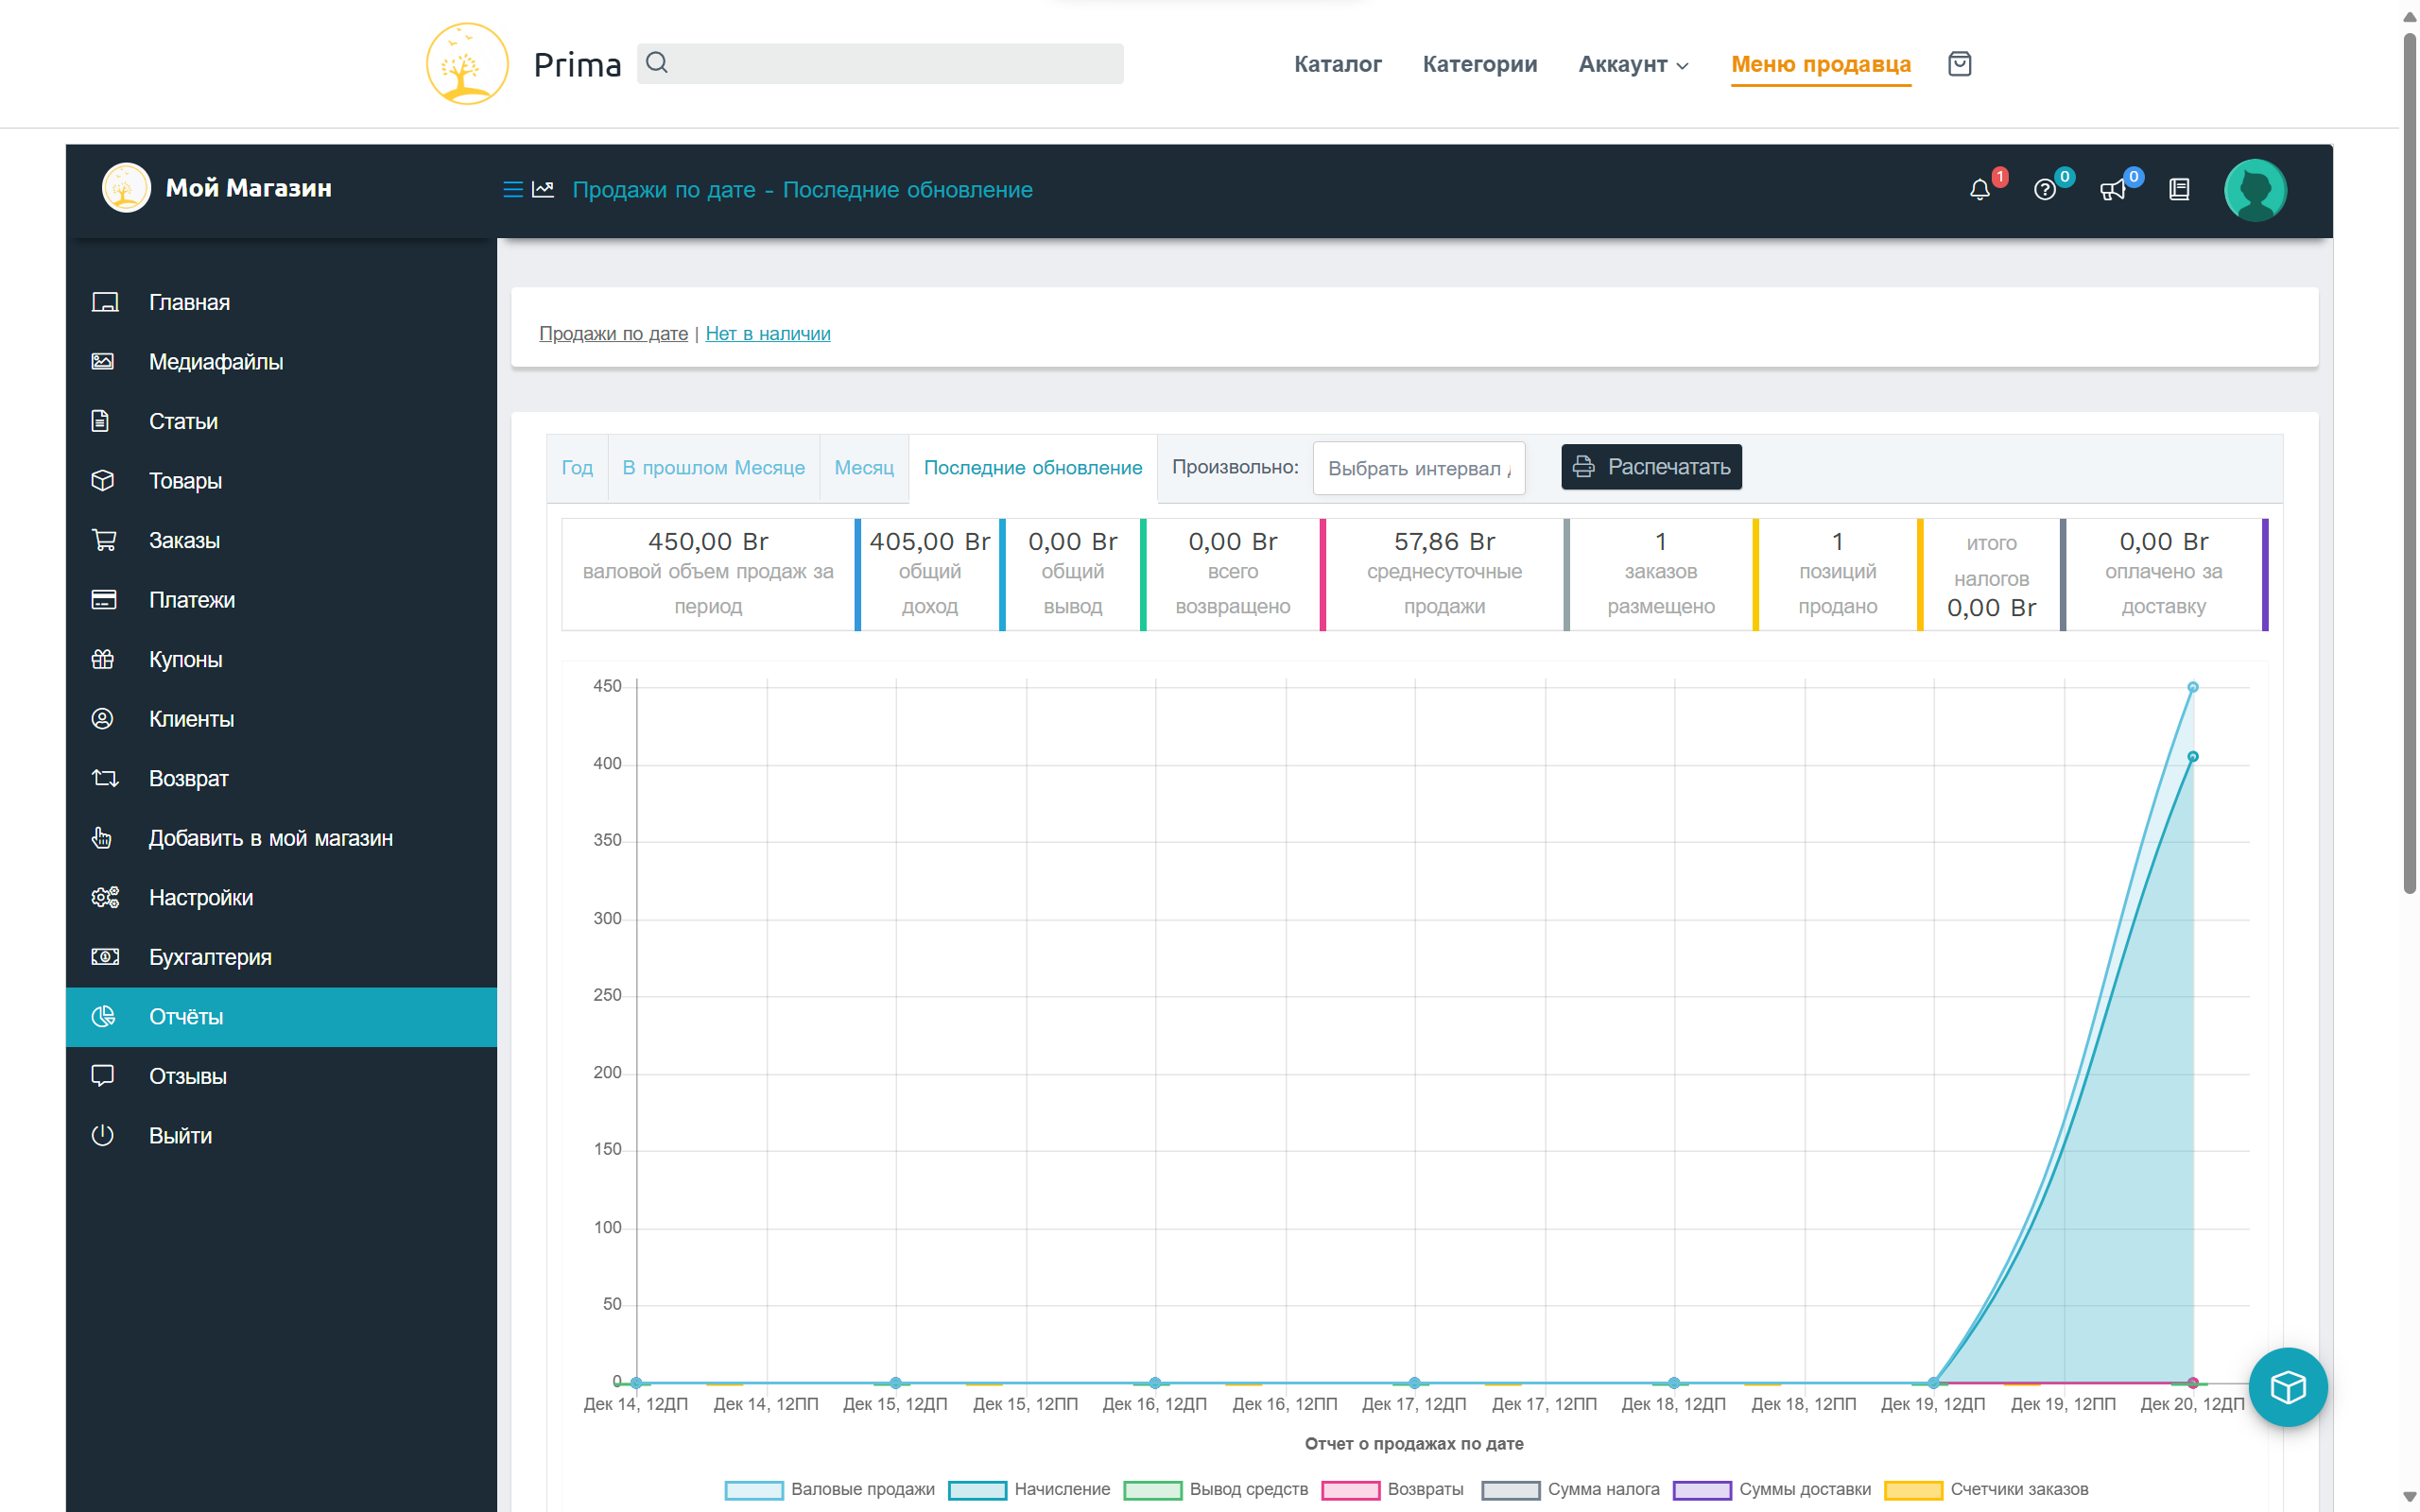 Prima
Каталог
Категории
Аккаунт
Меню продавца
Мой Магазин
Продажи по дате - Последние обновление
1
0
0
Главная
Медиафайлы
Статьи
Товары
Заказы
Платежи
Купоны
Клиенты
Возврат
Добавить в мой магазин
Настройки
Бухгалтерия
Отчёты
Отзывы
Выйти
Продажи по дате | Нет в наличии
Год
В прошлом Месяце
Месяц
Последние обновление
Произвольно:
Выбрать интервал
Распечатать
450,00 Br
валовой объем продаж за
период
405,00 Br
общий
доход
0,00 Br
общий
вывод
0,00 Br
всего
возвращено
57,86 Br
среднесуточные
продажи
1
заказов
размещено
1
позиций
продано
итого
налогов
0,00 Br
0,00 Br
оплачено за
доставку
450
400
350
300
250
200
150
100
50
0
Дек 14, 12ДП
Дек 14, 12ПП
Дек 15, 12ДП
Дек 15, 12ПП
Дек 16, 12ДП
Дек 16, 12ПП
Дек 17, 12ДП
Дек 17, 12ПП
Дек 18, 12ДП
Дек 18, 12ПП
Дек 19, 12ДП
Дек 19, 12ПП
Дек 20, 12ДП
Отчет о продажах по дате
Валовые продажи
Начисление
Вывод средств
Возвраты
Сумма налога
Суммы доставки
Счетчики заказов